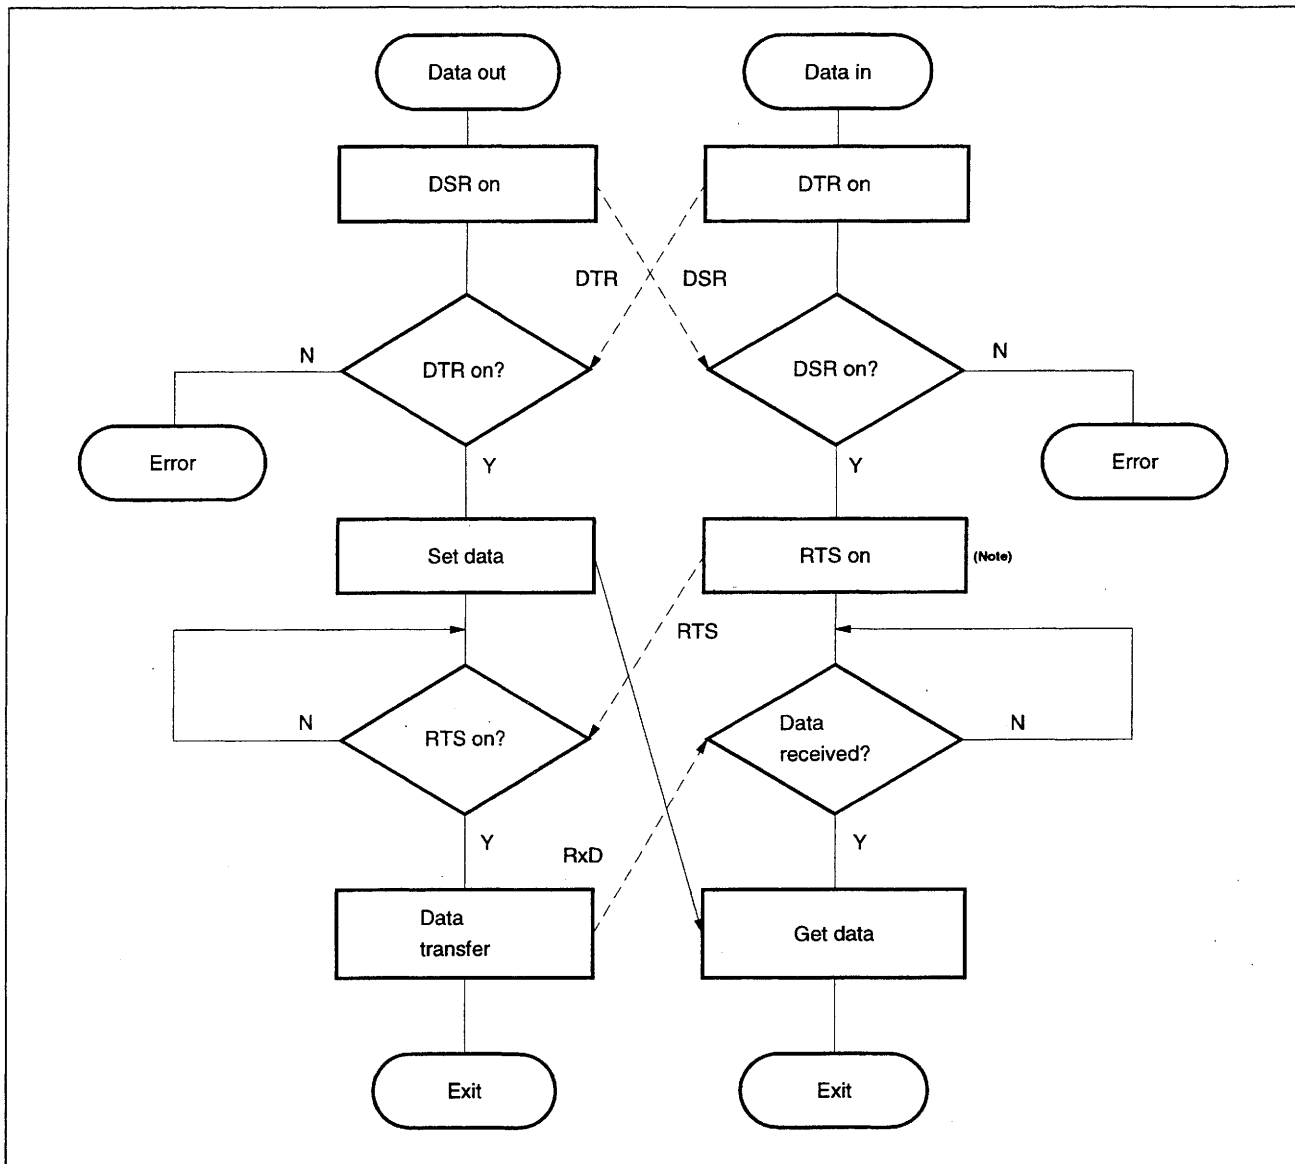 Data out
Data in
DSR on
DTR on
DTR
DSR
N
DTR on?
DSR on?
N
Error
Y
Y
Error
Set data
RTS on
(Note)
RTS
N
RTS on?
Data
received?
N
Y
RxD
Y
Data
transfer
Get data
Exit
Exit